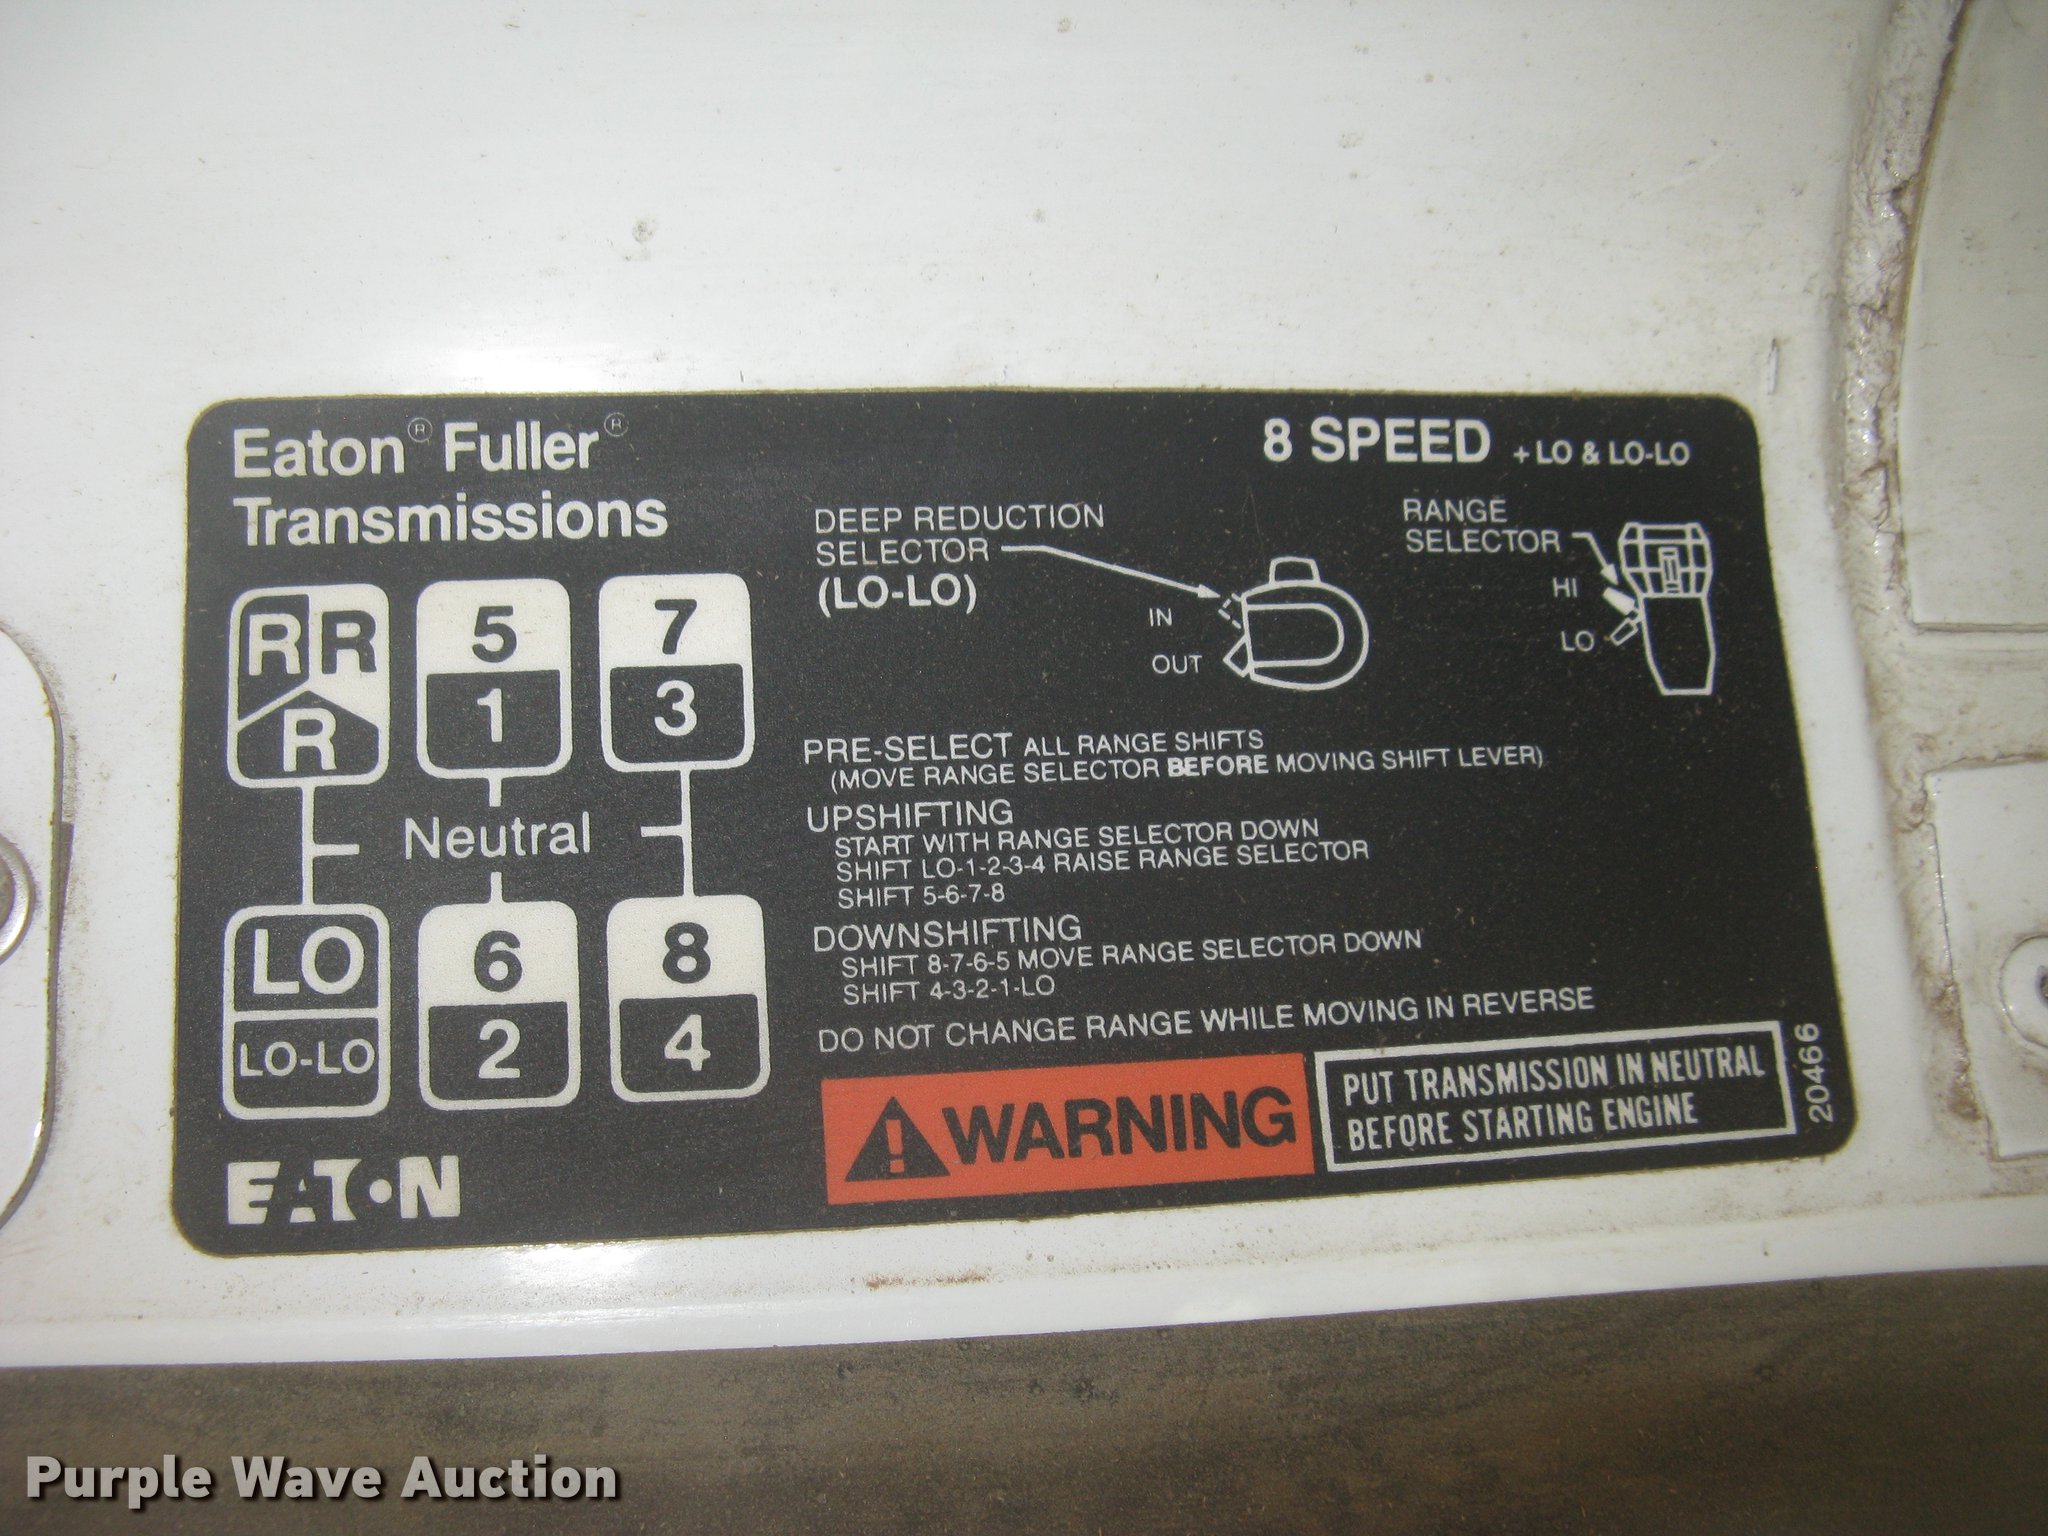 Eaton® Fuller®
Transmissions
8 SPEED + LO & LO-LO
DEEP REDUCTION
SELECTOR
(LO-LO)
IN
OUT
RANGE
SELECTOR
HI
LO
R R
R
5
1
7
3
Neutral
LO
LO-LO
6
2
8
4
PRE-SELECT ALL RANGE SHIFTS
(MOVE RANGE SELECTOR BEFORE MOVING SHIFT LEVER)
UPSHIFTING
START WITH RANGE SELECTOR DOWN
SHIFT LO-1-2-3-4 RAISE RANGE SELECTOR
SHIFT 5-6-7-8
DOWNSHIFTING
SHIFT 8-7-6-5 MOVE RANGE SELECTOR DOWN
SHIFT 4-3-2-1-LO
DO NOT CHANGE RANGE WHILE MOVING IN REVERSE
WARNING
PUT TRANSMISSION IN NEUTRAL
BEFORE STARTING ENGINE
20466
EATON
Purple Wave Auction